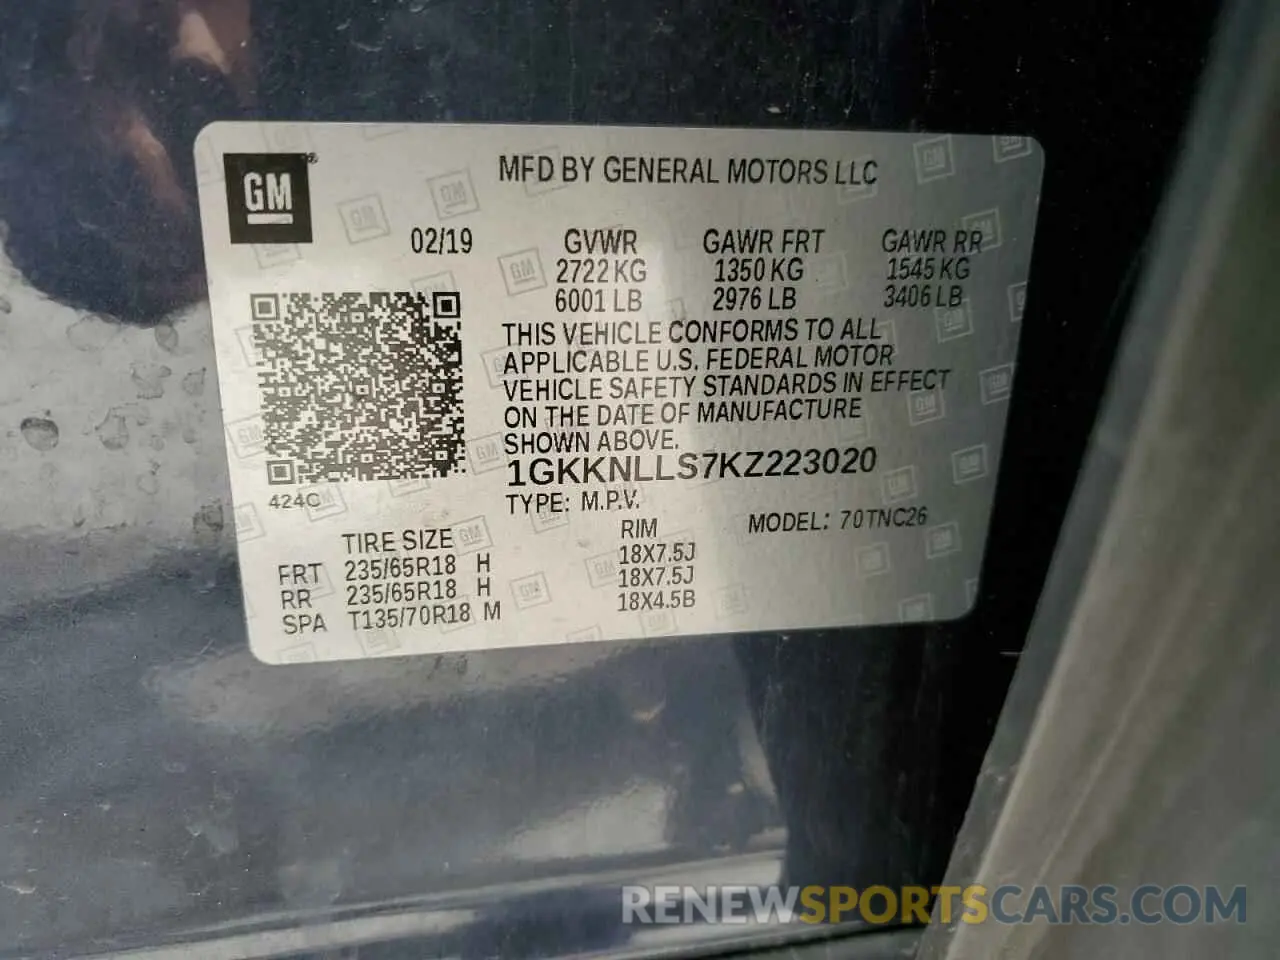 GM®
MFD BY GENERAL MOTORS LLC
02/19
GVWR GAWR FRT GAWR RR
2722 KG 1350 KG 1545 KG
6001 LB 2976 LB 3406 LB
THIS VEHICLE CONFORMS TO ALL
APPLICABLE U.S. FEDERAL MOTOR
VEHICLE SAFETY STANDARDS IN EFFECT
ON THE DATE OF MANUFACTURE
SHOWN ABOVE.
1GKKNLLS7KZ223020
424C
TYPE: M.P.V.
MODEL: 70TNC26
TIRE SIZE RIM
FRT 235/65R18 H 18X7.5J
RR 235/65R18 H 18X7.5J
SPA T135/70R18 M 18X4.5B
RENEWSPORTSCARS.COM